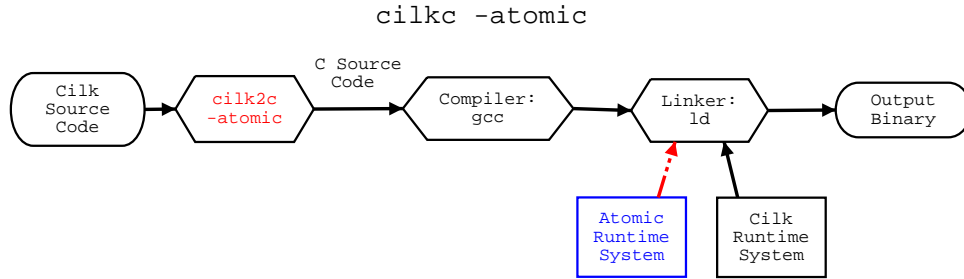 cilkc -atomic
Cilk
Source
Code
cilk2c
-atomic
C Source
Code
Compiler:
gcc
Linker:
ld
Output
Binary
Atomic
Runtime
System
Cilk
Runtime
System